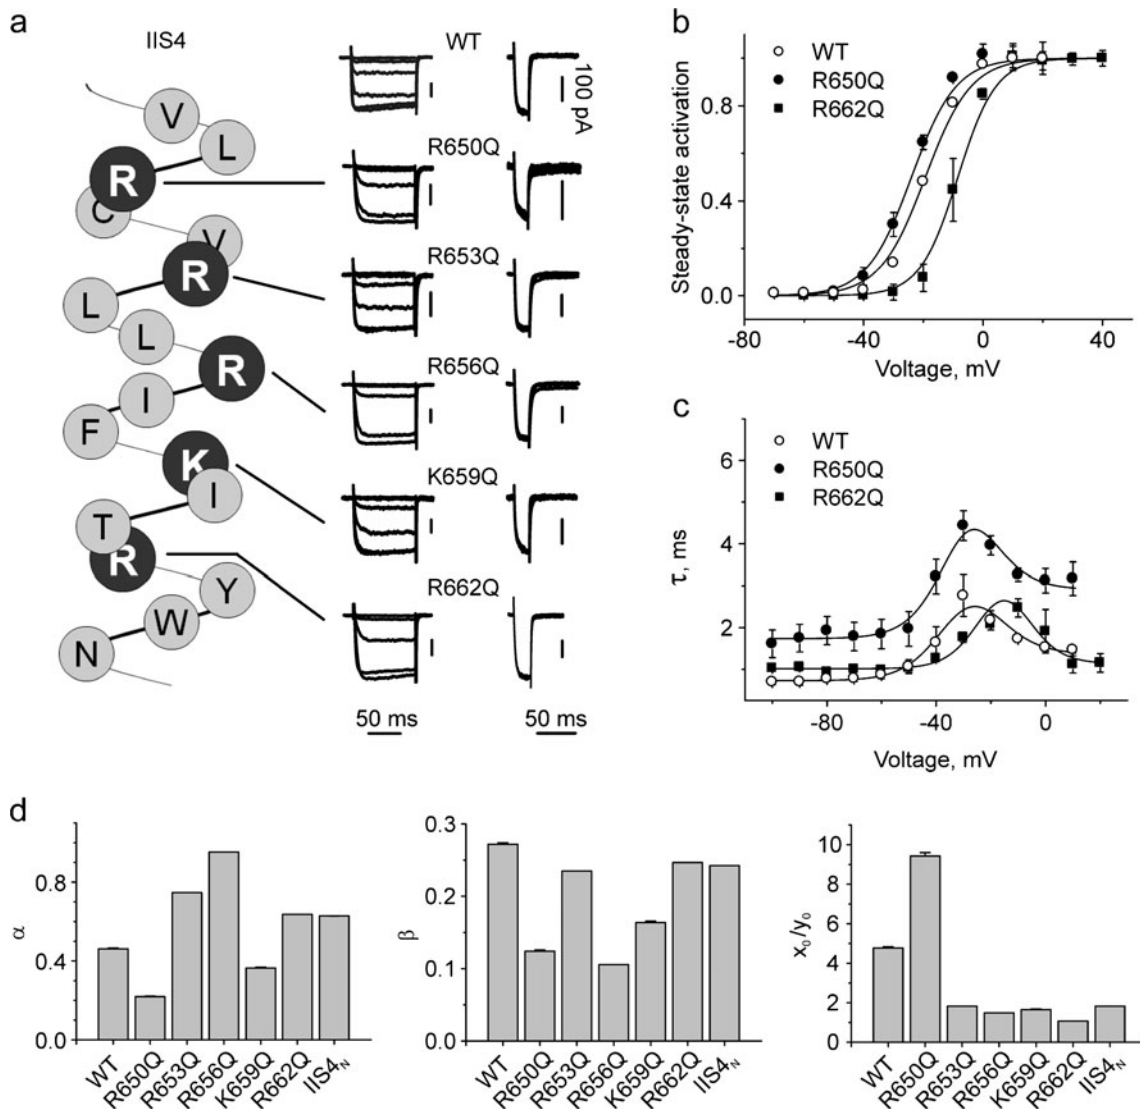 a
IIS4
V
L
R
C
V
R
L
L
R
I
F
K
I
T
R
Y
W
N
WT
100 pA
R650Q
R653Q
R656Q
K659Q
R662Q
50 ms
50 ms
b
WT
R650Q
R662Q
Steady-state activation
0.8
0.4
0.0
-80
-40
0
40
Voltage, mV
c
WT
R650Q
R662Q
τ, ms
6
4
2
-80
-40
0
Voltage, mV
d
α
0.8
0.4
0.0
WT
R650Q
R653Q
R656Q
K659Q
R662Q
IIS4N
β
0.3
0.2
0.1
0.0
WT
R650Q
R653Q
R656Q
K659Q
R662Q
IIS4N
x0/y0
10
8
6
4
2
0
WT
R650Q
R653Q
R656Q
K659Q
R662Q
IIS4N